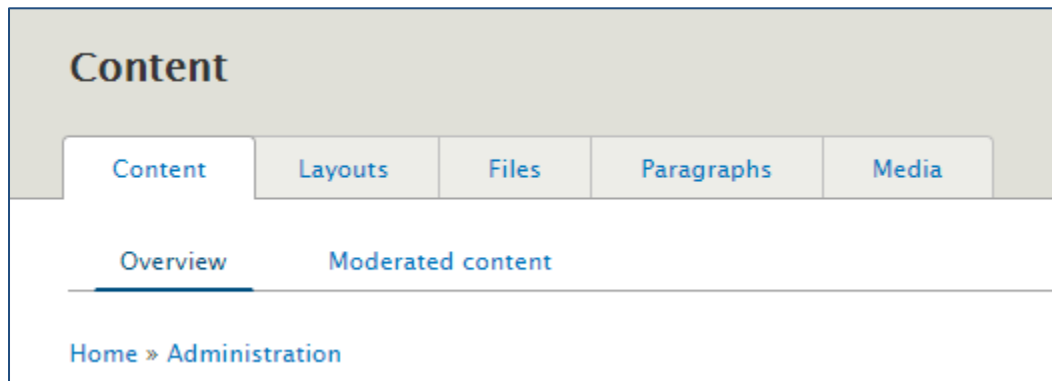 Content
Content Layouts Files Paragraphs Media
Overview Moderated content
Home » Administration